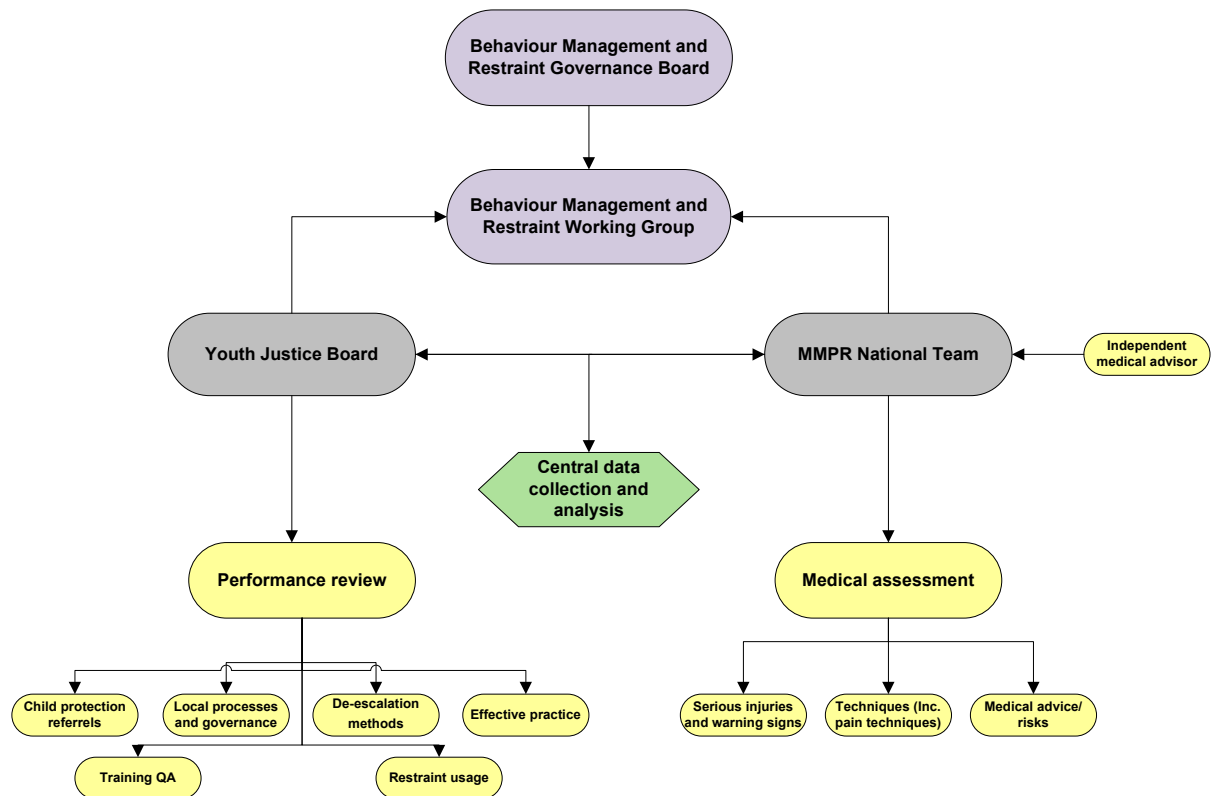 Behaviour Management and
Restraint Governance Board
Behaviour Management and
Restraint Working Group
Youth Justice Board
MMPR National Team
Independent
medical advisor
Central data
collection and
analysis
Performance review
Medical assessment
Child protection
referrels
Local processes
and governance
De-escalation
methods
Effective practice
Serious injuries
and warning signs
Techniques (Inc.
pain techniques)
Medical advice/
risks
Training QA
Restraint usage